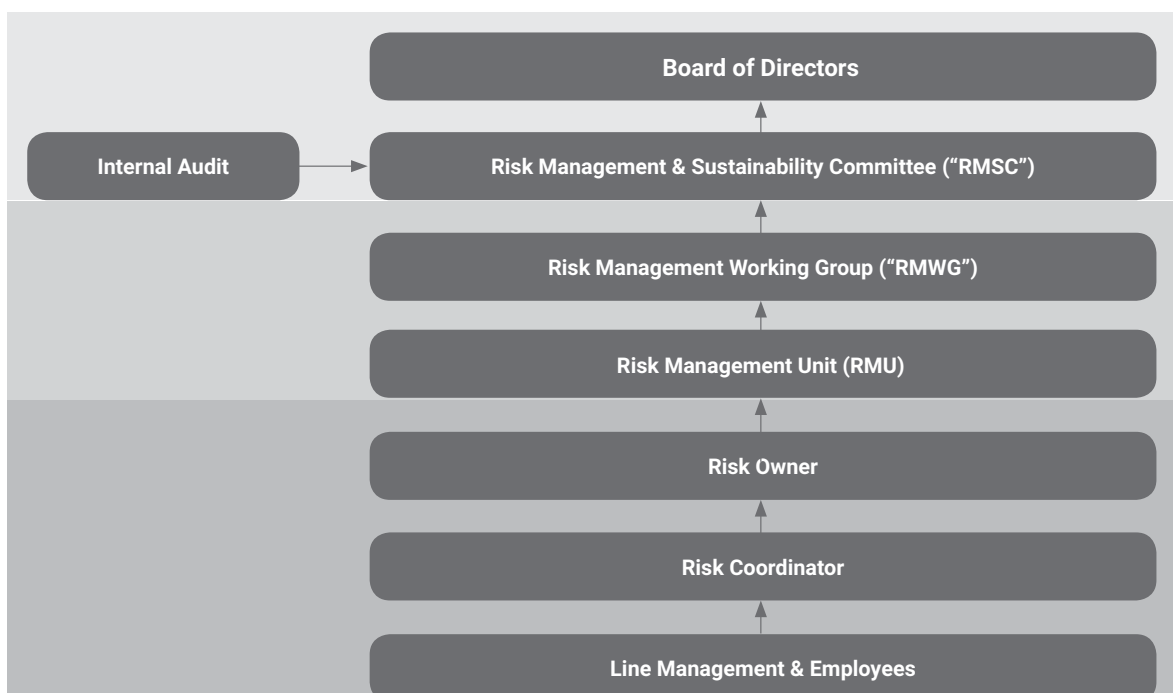 Board of Directors
Internal Audit
Risk Management & Sustainability Committee (“RMSC”)
Risk Management Working Group (“RMWG”)
Risk Management Unit (RMU)
Risk Owner
Risk Coordinator
Line Management & Employees